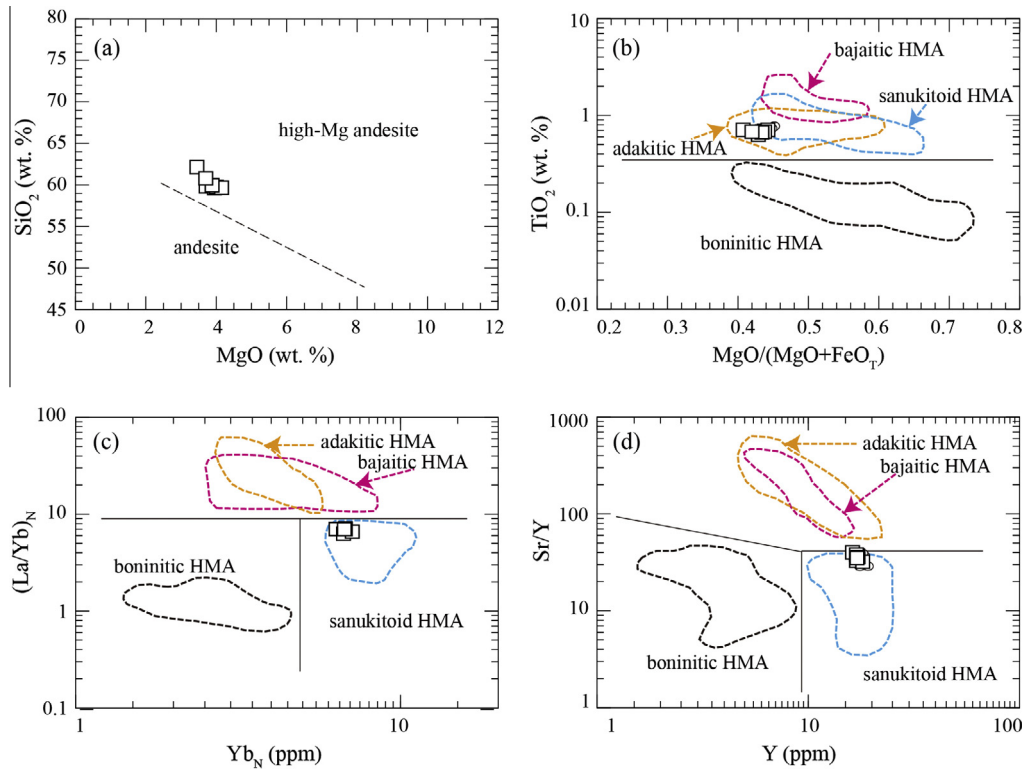 (a)
80
75
70
65
60
55
50
45
SiO2 (wt. %)
high-Mg andesite
andesite
0 2 4 6 8 10 12
MgO (wt. %)
(b)
10
1
0.1
0.01
TiO2 (wt. %)
bajaitic HMA
sanukitoid HMA
adakitic HMA
boninitic HMA
0.2 0.3 0.4 0.5 0.6 0.7 0.8
MgO/(MgO+FeOT)
(c)
100
10
1
0.1
(La/Yb)N
adakitic HMA
bajaitic HMA
boninitic HMA
sanukitoid HMA
1 10
YbN (ppm)
(d)
1000
100
10
1
Sr/Y
adakitic HMA
bajaitic HMA
boninitic HMA
sanukitoid HMA
1 10 100
Y (ppm)